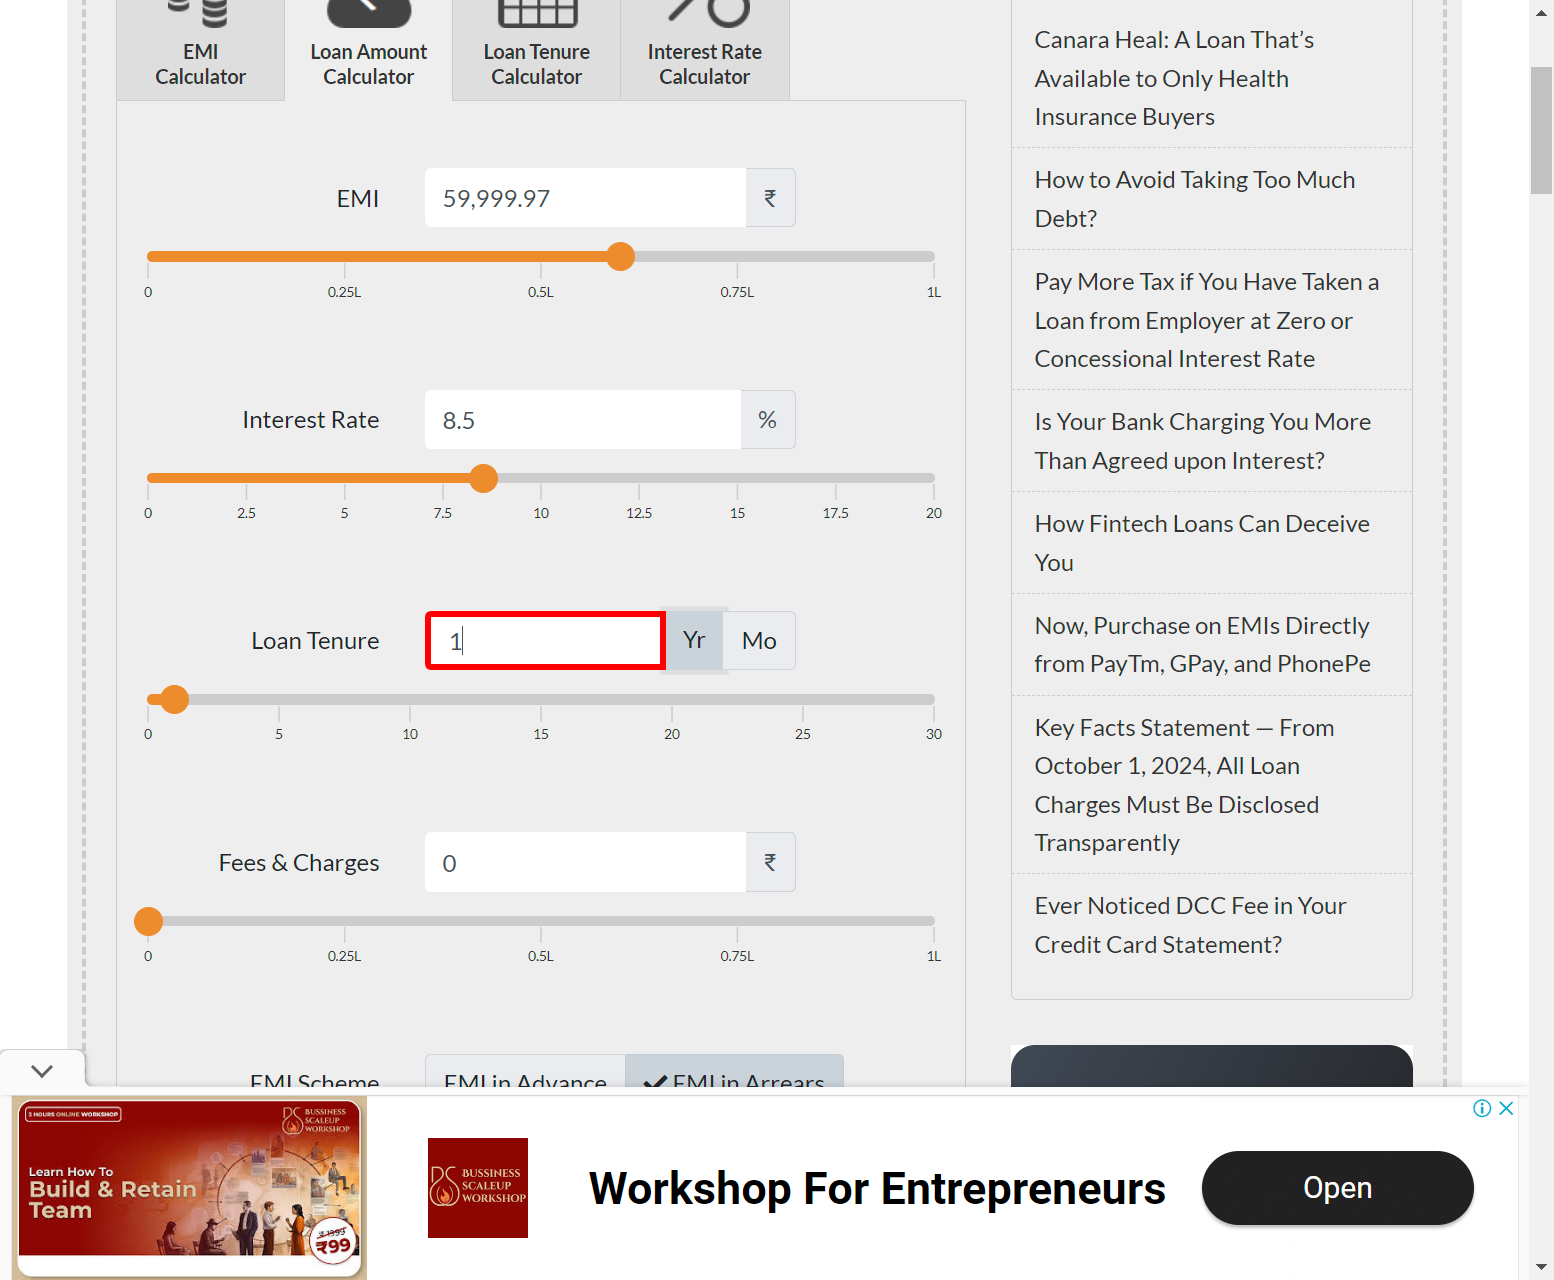 EMI
Calculator
Loan Amount
Calculator
Loan Tenure
Calculator
Interest Rate
Calculator
EMI
59,999.97
₹
0
0.25L
0.5L
0.75L
1L
Interest Rate
8.5
%
0
2.5
5
7.5
10
12.5
15
17.5
20
Loan Tenure
1
Yr
Mo
0
5
10
15
20
25
30
Fees & Charges
0
₹
0
0.25L
0.5L
0.75L
1L
EMI Scheme
EMI in Advance
EMI in Arrears
Canara Heal: A Loan That’s
Available to Only Health
Insurance Buyers
How to Avoid Taking Too Much
Debt?
Pay More Tax if You Have Taken a
Loan from Employer at Zero or
Concessional Interest Rate
Is Your Bank Charging You More
Than Agreed upon Interest?
How Fintech Loans Can Deceive
You
Now, Purchase on EMIs Directly
from PayTm, GPay, and PhonePe
Key Facts Statement — From
October 1, 2024, All Loan
Charges Must Be Disclosed
Transparently
Ever Noticed DCC Fee in Your
Credit Card Statement?
3 HOURS ONLINE WORKSHOP
BUSSINESS
SCALEUP
WORKSHOP
Learn How To
Build & Retain
Team
₹ 1399
₹99
BUSSINESS
SCALEUP
WORKSHOP
Workshop For Entrepreneurs
Open